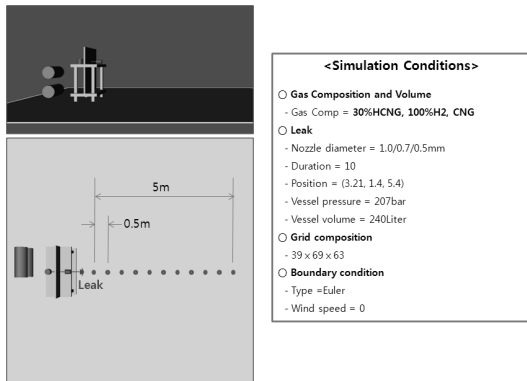 5m
0.5m
Leak
<Simulation Conditions>
○ Gas Composition and Volume
- Gas Comp = 30%HCNG, 100%H2, CNG
○ Leak
- Nozzle diameter = 1.0/0.7/0.5mm
- Duration = 10
- Position = (3.21, 1.4, 5.4)
- Vessel pressure = 207bar
- Vessel volume = 240Liter
○ Grid composition
- 39 x 69 x 63
○ Boundary condition
- Type =Euler
- Wind speed = 0